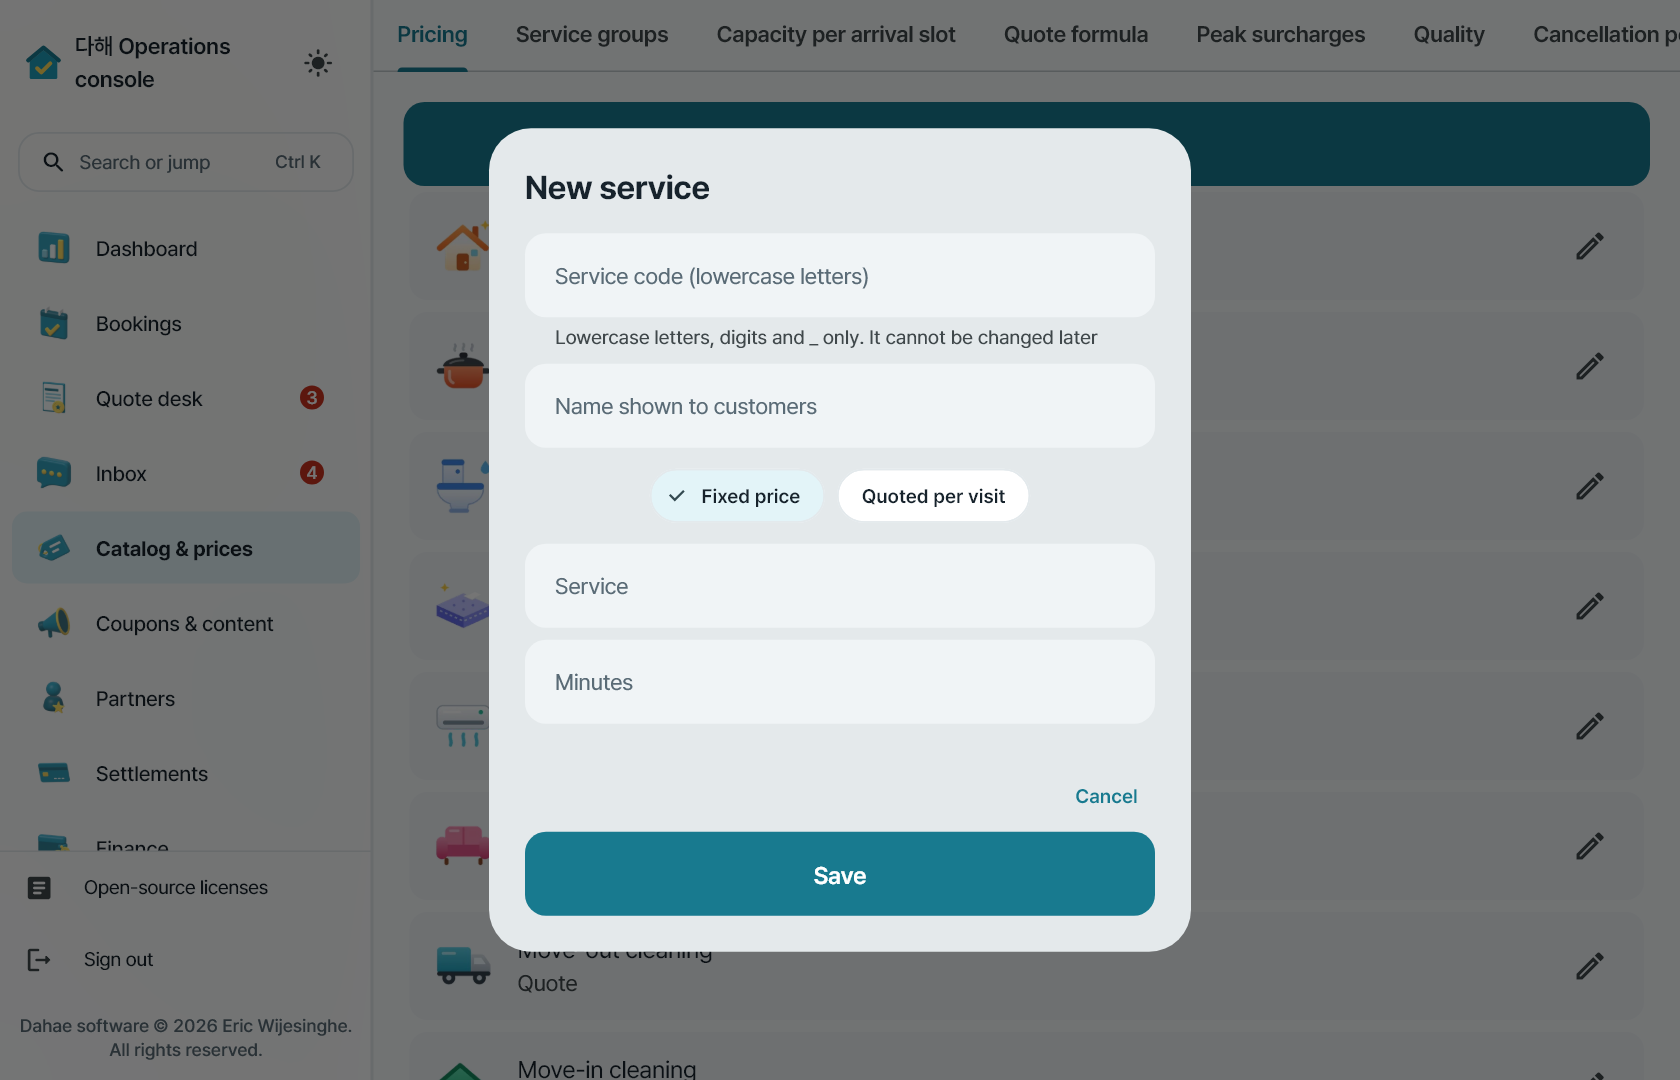 다해 Operations
console
Search or jump
Ctrl K
Dashboard
Bookings
Quote desk
3
Inbox
4
Catalog & prices
Coupons & content
Partners
Settlements
Finance
Open-source licenses
Sign out
Dahae software © 2026 Eric Wijesinghe.
All rights reserved.
Pricing
Service groups
Capacity per arrival slot
Quote formula
Peak surcharges
Quality
Cancellation
New service
Service code (lowercase letters)
Lowercase letters, digits and _ only. It cannot be changed later
Name shown to customers
Fixed price
Quoted per visit
Service
Minutes
Cancel
Save
Move-out cleaning
Quote
Move-in cleaning